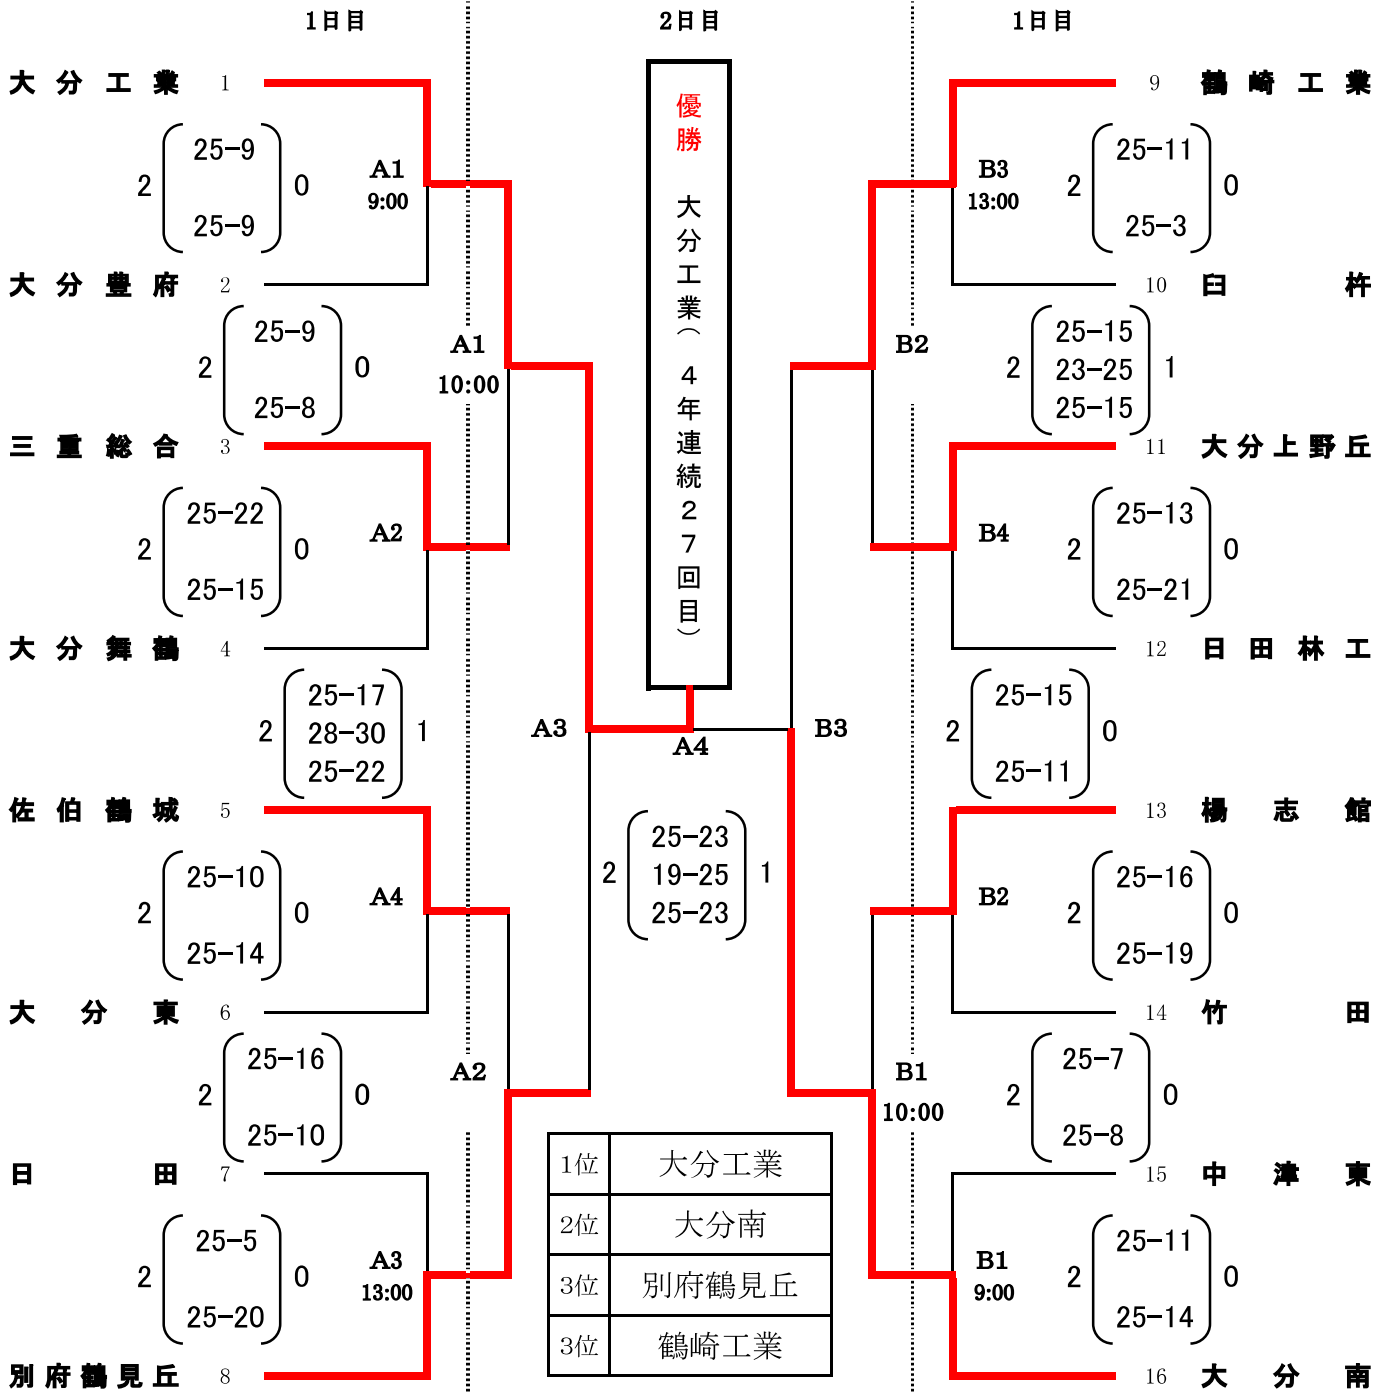 1日目
2日目
1日目
優勝 大分工業(4年連続27回目)
大分工業 1
25-9
2 0
25-9
A1
9:00
大分豊府 2
25-9
2 0
25-8
A1
10:00
三重総合 3
25-22
2 0
25-15
A2
大分舞鶴 4
25-17
2 28-30 1
25-22
A3
佐伯鶴城 5
25-10
2 0
25-14
A4
大分東 6
25-16
2 0
25-10
A2
日田 7
25-5
2 0
25-20
A3
13:00
別府鶴見丘 8
A4
25-23
2 19-25 1
25-23
1位 大分工業
2位 大分南
3位 別府鶴見丘
3位 鶴崎工業
9 鶴崎工業
B3
13:00
25-11
2 0
25-3
10 臼杵
B2
25-15
2 23-25 1
25-15
11 大分上野丘
B4
25-13
2 0
25-21
12 日田林工
B3
25-15
2 0
25-11
13 楊志館
B2
25-16
2 0
25-19
14 竹田
B1
10:00
25-7
2 0
25-8
15 中津東
B1
9:00
25-11
2 0
25-14
16 大分南